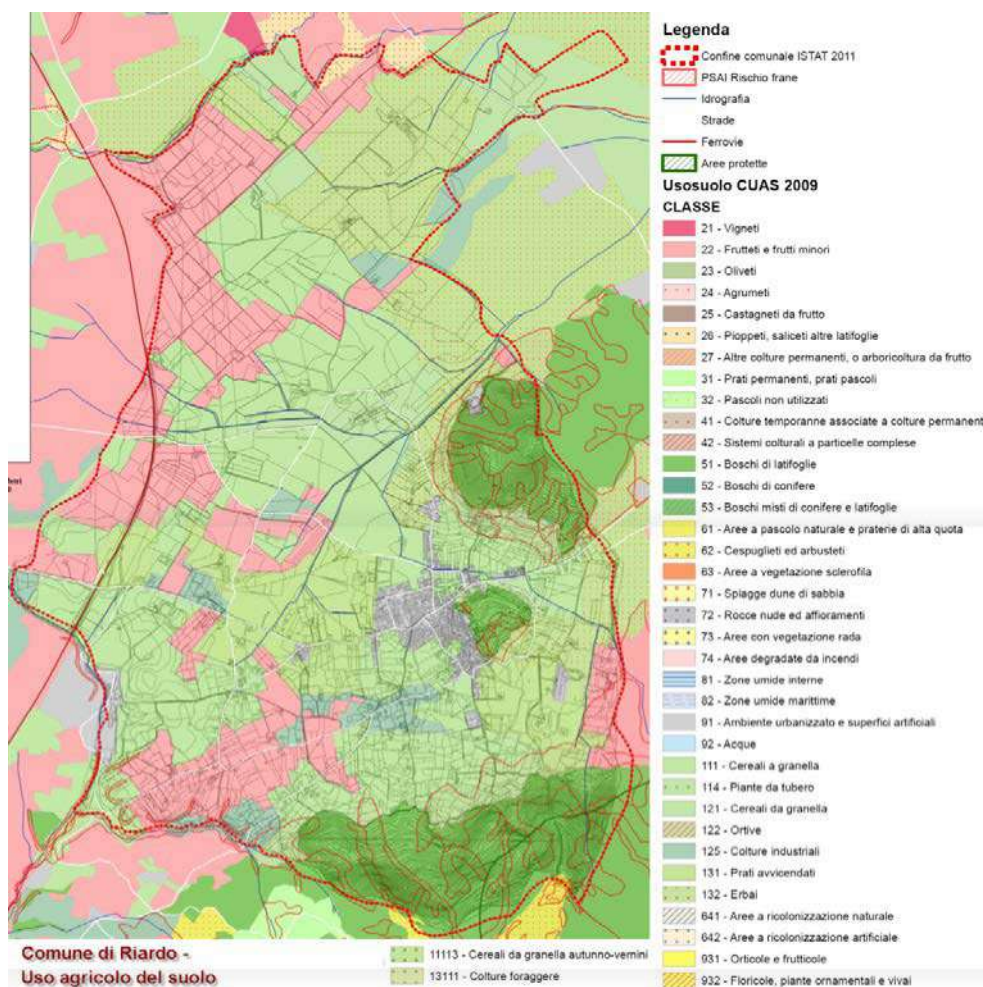 Legenda
Confine comunale ISTAT 2011
PSAI Rischio frane
Idrografia
Strade
Ferrovie
Aree protette
Usosuolo CUAS 2009
CLASSE
21 - Vigneti
22 - Frutteti e frutti minori
23 - Oliveti
24 - Agrumeti
25 - Castagneti da frutto
26 - Pioppeti, saliceti altre latifoglie
27 - Altre colture permanenti, o arboricoltura da frutto
31 - Prati permanenti, prati pascoli
32 - Pascoli non utilizzati
41 - Colture temporanne associate a colture permanent
42 - Sistemi colturali a particelle complese
51 - Boschi di latifoglie
52 - Boschi di conifere
53 - Boschi misti di conifere e latifoglie
61 - Aree a pascolo naturale e praterie di alta quota
62 - Cespuglieti ed arbusteti
63 - Aree a vegetazione sclerofila
71 - Spiagge dune di sabbia
72 - Rocce nude ed affioramenti
73 - Aree con vegetazione rada
74 - Aree degradate da incendi
81 - Zone umide interne
82 - Zone umide marittime
91 - Ambiente urbanizzato e superfici artificiali
92 - Acque
111 - Cereali a granella
114 - Piante da tubero
121 - Cereali da granella
122 - Ortive
125 - Colture industriali
131 - Prati avvicendati
132 - Erbai
641 - Aree a ricolonizzazione naturale
642 - Aree a ricolonizzazione artificiale
931 - Orticole e frutticole
932 - Floricole, piante ornamentali e vivai
Comune di Riardo -
Uso agricolo del suolo
11113 - Cereali da granella autunno-vernini
13111 - Colture foraggere